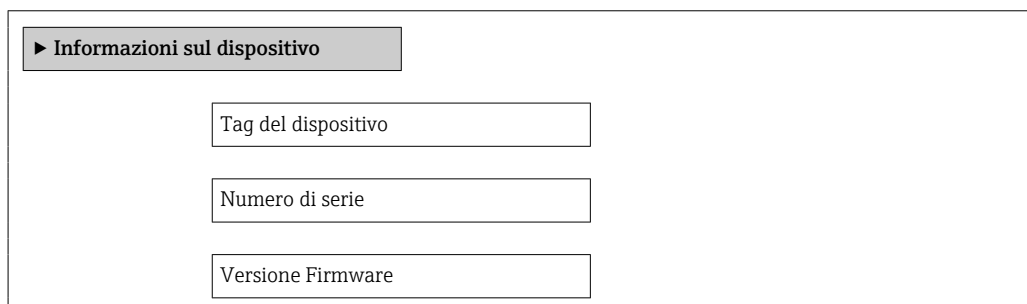 ▶ Informazioni sul dispositivo
Tag del dispositivo
Numero di serie
Versione Firmware